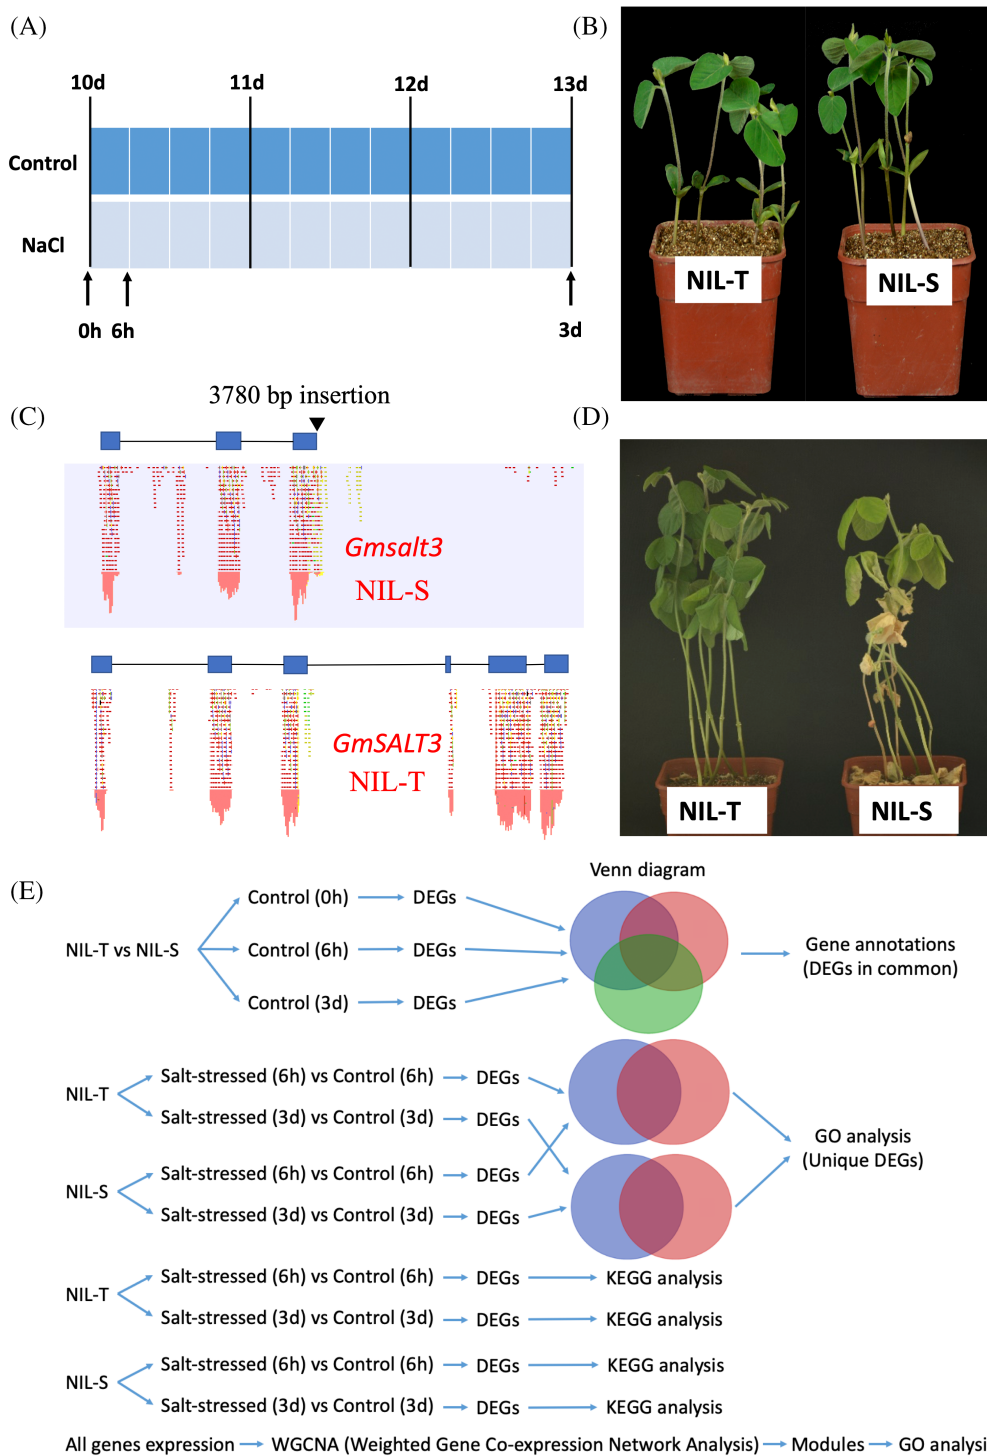 (A)
10d 11d 12d 13d
Control
NaCl
0h 6h 3d
(B)
NIL-T
NIL-S
(C)
3780 bp insertion
Gmsalt3
NIL-S
GmSALT3
NIL-T
(D)
NIL-T
NIL-S
(E)
Venn diagram
NIL-T vs NIL-S
Control (0h) DEGs
Control (6h) DEGs
Control (3d) DEGs
Gene annotations
(DEGs in common)
NIL-T
Salt-stressed (6h) vs Control (6h) DEGs
Salt-stressed (3d) vs Control (3d) DEGs
NIL-S
Salt-stressed (6h) vs Control (6h) DEGs
Salt-stressed (3d) vs Control (3d) DEGs
GO analysis
(Unique DEGs)
NIL-T
Salt-stressed (6h) vs Control (6h) DEGs KEGG analysis
Salt-stressed (3d) vs Control (3d) DEGs KEGG analysis
NIL-S
Salt-stressed (6h) vs Control (6h) DEGs KEGG analysis
Salt-stressed (3d) vs Control (3d) DEGs KEGG analysis
All genes expression WGCNA (Weighted Gene Co-expression Network Analysis) Modules GO analysis